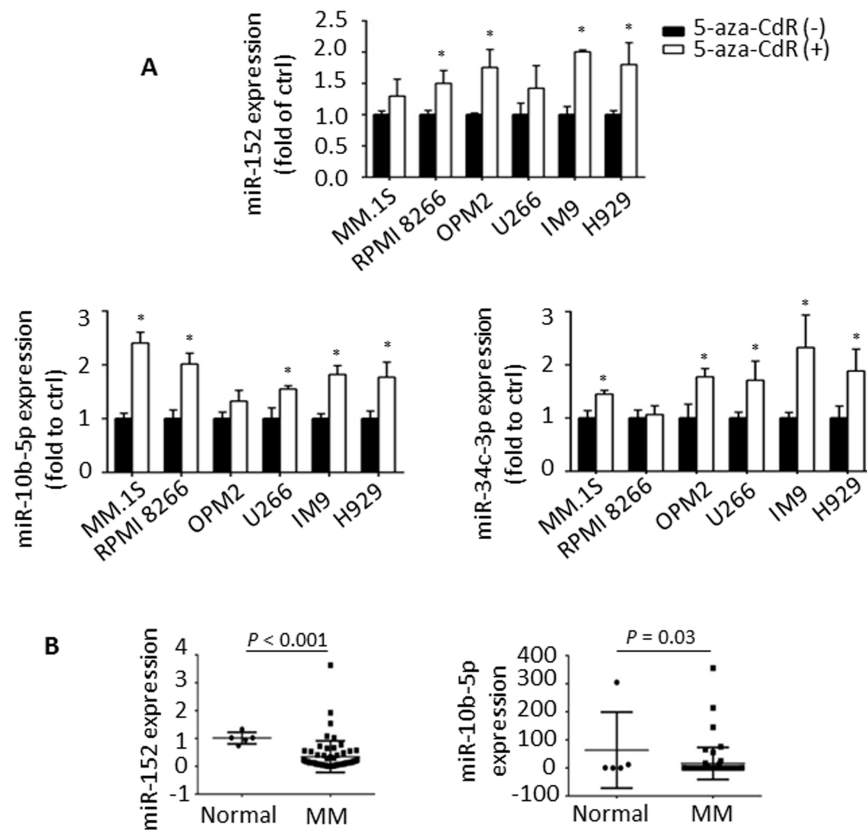 5-aza-CdR (-)
5-aza-CdR (+)
A
miR-152 expression
(fold of ctrl)
2.5
2.0
1.5
1.0
0.5
0.0
* * * *
MM.1S RPMI 8266 OPM2 U266 IM9 H929
miR-10b-5p expression
(fold to ctrl)
3
2
1
0
* * * * *
MM.1S RPMI 8266 OPM2 U266 IM9 H929
miR-34c-3p expression
(fold to ctrl)
3
2
1
0
* * * * *
MM.1S RPMI 8266 OPM2 U266 IM9 H929
B
miR-152 expression
P < 0.001
4
3
2
1
0
-1
Normal MM
miR-10b-5p
expression
P = 0.03
400
300
200
100
0
-100
Normal MM